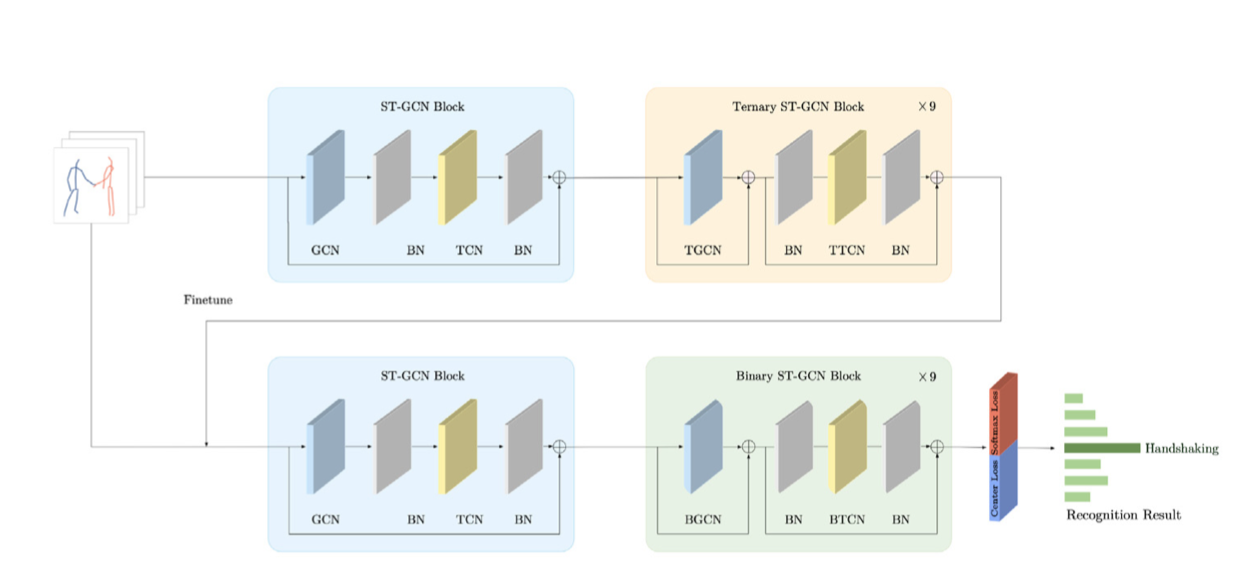 ST-GCN Block
GCN
BN
TCN
BN
Ternary ST-GCN Block
×9
TGCN
BN
TTCN
BN
Finetune
ST-GCN Block
GCN
BN
TCN
BN
Binary ST-GCN Block
×9
BGCN
BN
BTCN
BN
Softmax Loss
Center Loss
Handshaking
Recognition Result